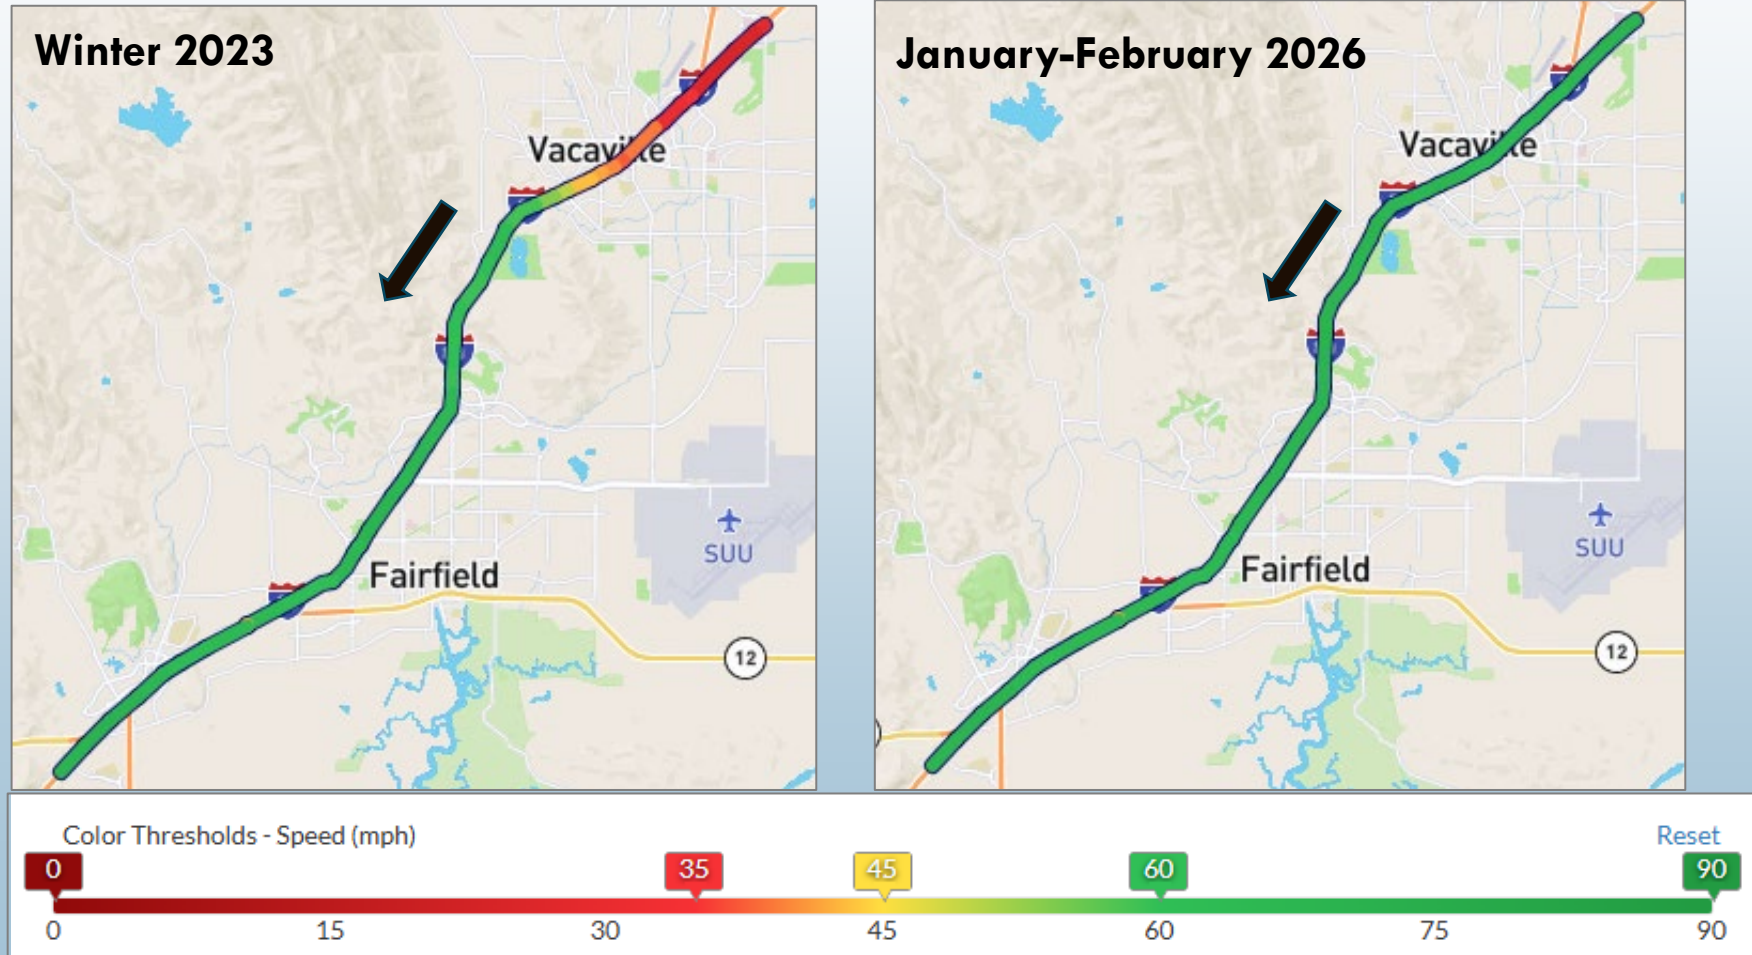 Winter 2023
Vacaville
Fairfield
SUU
12
January-February 2026
Vacaville
Fairfield
SUU
12
Color Thresholds - Speed (mph)
Reset
0 35 45 60 90
0 15 30 45 60 75 90